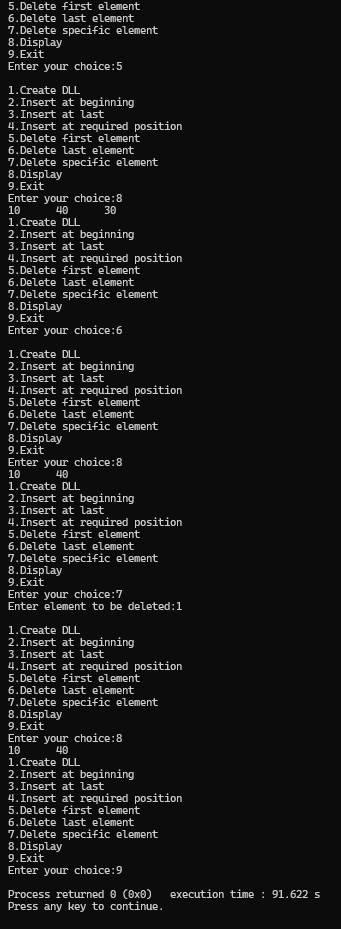 5.Delete first element
6.Delete last element
7.Delete specific element
8.Display
9.Exit
Enter your choice:5
1.Create DLL
2.Insert at beginning
3.Insert at last
4.Insert at required position
5.Delete first element
6.Delete last element
7.Delete specific element
8.Display
9.Exit
Enter your choice:8
10      40      30
1.Create DLL
2.Insert at beginning
3.Insert at last
4.Insert at required position
5.Delete first element
6.Delete last element
7.Delete specific element
8.Display
9.Exit
Enter your choice:6
1.Create DLL
2.Insert at beginning
3.Insert at last
4.Insert at required position
5.Delete first element
6.Delete last element
7.Delete specific element
8.Display
9.Exit
Enter your choice:8
10      40
1.Create DLL
2.Insert at beginning
3.Insert at last
4.Insert at required position
5.Delete first element
6.Delete last element
7.Delete specific element
8.Display
9.Exit
Enter your choice:7
Enter element to be deleted:1
1.Create DLL
2.Insert at beginning
3.Insert at last
4.Insert at required position
5.Delete first element
6.Delete last element
7.Delete specific element
8.Display
9.Exit
Enter your choice:8
10      40
1.Create DLL
2.Insert at beginning
3.Insert at last
4.Insert at required position
5.Delete first element
6.Delete last element
7.Delete specific element
8.Display
9.Exit
Enter your choice:9
Process returned 0 (0x0)   execution time : 91.622 s
Press any key to continue.